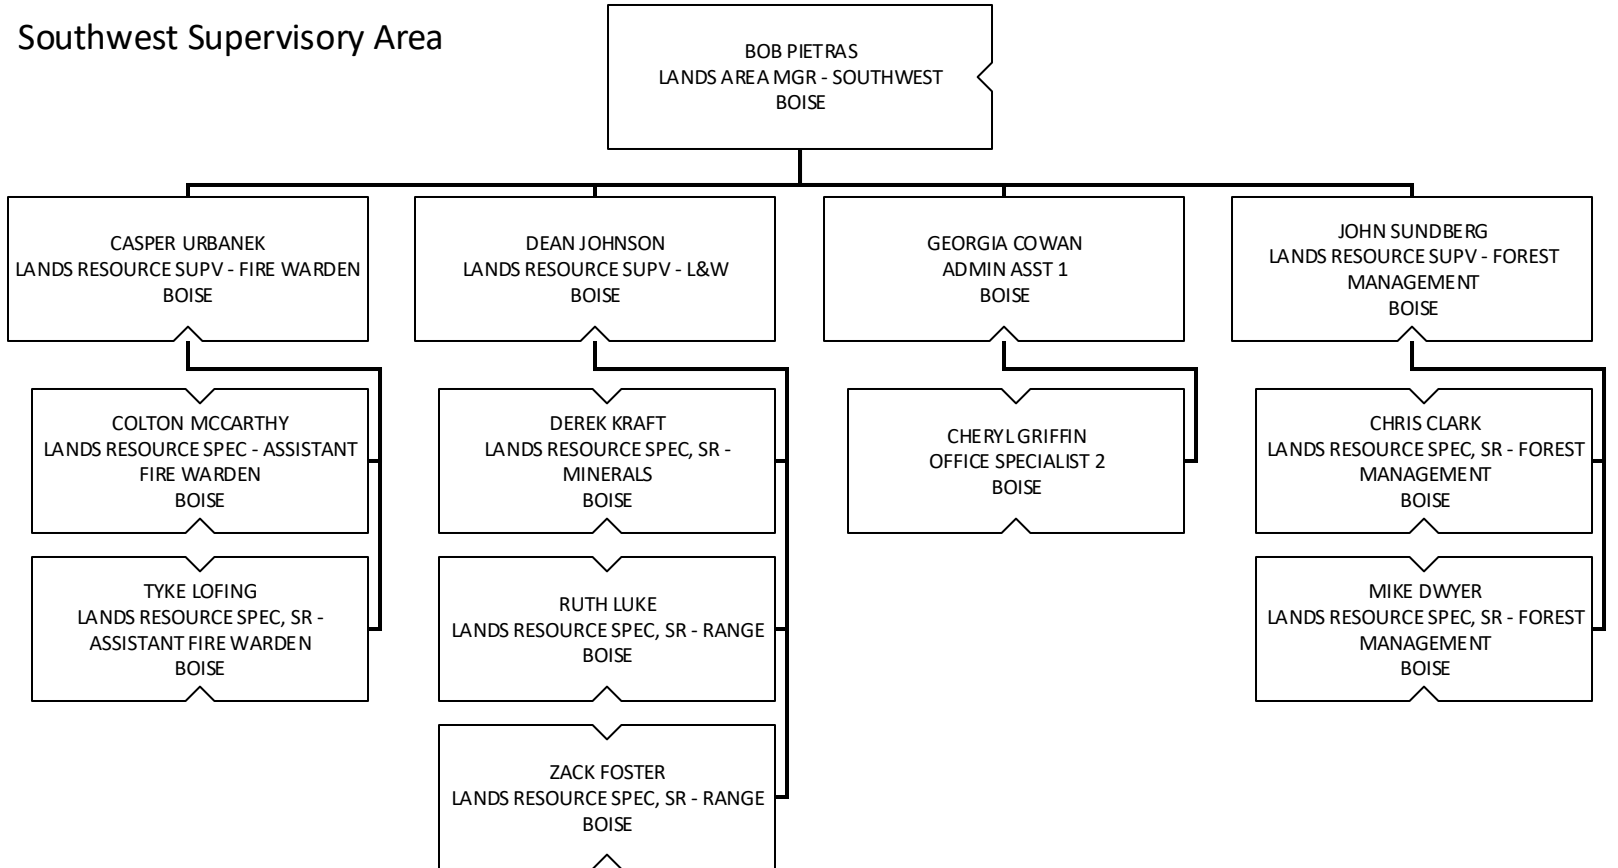 Southwest Supervisory Area
BOB PIETRAS
LANDS AREA MGR - SOUTHWEST
BOISE
CASPER URBANEK
LANDS RESOURCE SUPV - FIRE WARDEN
BOISE
DEAN JOHNSON
LANDS RESOURCE SUPV - L&W
BOISE
GEORGIA COWAN
ADMIN ASST 1
BOISE
JOHN SUNDBERG
LANDS RESOURCE SUPV - FOREST
MANAGEMENT
BOISE
COLTON MCCARTHY
LANDS RESOURCE SPEC - ASSISTANT
FIRE WARDEN
BOISE
DEREK KRAFT
LANDS RESOURCE SPEC, SR -
MINERALS
BOISE
CHERYL GRIFFIN
OFFICE SPECIALIST 2
BOISE
CHRIS CLARK
LANDS RESOURCE SPEC, SR - FOREST
MANAGEMENT
BOISE
TYKE LOFING
LANDS RESOURCE SPEC, SR -
ASSISTANT FIRE WARDEN
BOISE
RUTH LUKE
LANDS RESOURCE SPEC, SR - RANGE
BOISE
MIKE DWYER
LANDS RESOURCE SPEC, SR - FOREST
MANAGEMENT
BOISE
ZACK FOSTER
LANDS RESOURCE SPEC, SR - RANGE
BOISE